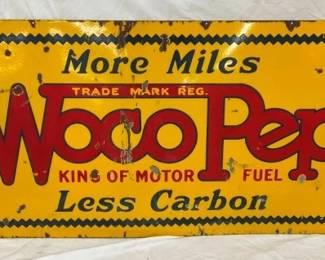 More Miles
TRADE MARK REG.
Woco Pep
KING OF MOTOR FUEL
Less Carbon